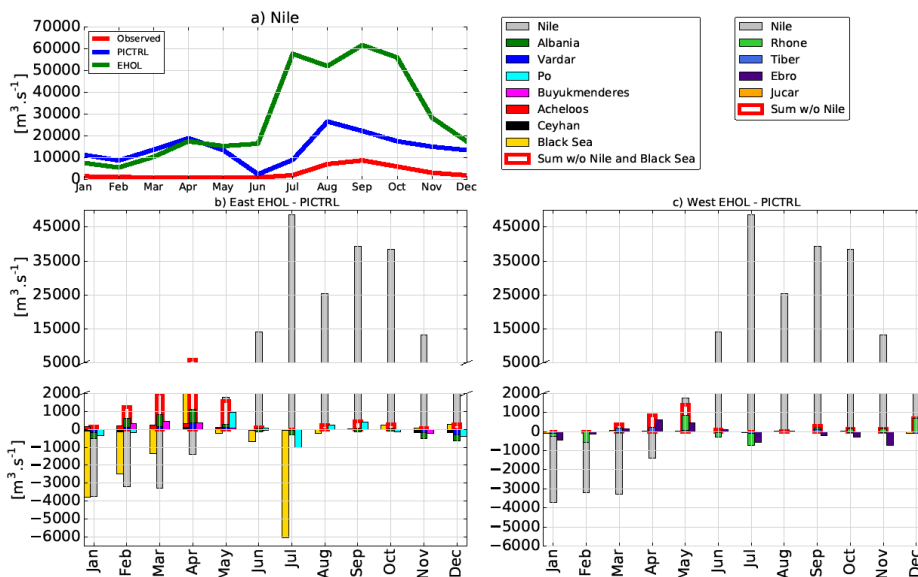 a) Nile
[m³.s⁻¹]
70000
60000
50000
40000
30000
20000
10000
0
Observed
PICTRL
EHOL
Jan Feb Mar Apr May Jun Jul Aug Sep Oct Nov Dec
Nile
Albania
Vardar
Po
Buyukmenderes
Acheloos
Ceyhan
Black Sea
Sum w/o Nile and Black Sea
Nile
Rhone
Tiber
Ebro
Jucar
Sum w/o Nile
b) East EHOL - PICTRL
[m³.s⁻¹]
45000
35000
25000
15000
5000
[m³.s⁻¹]
2000
1000
0
−1000
−2000
−3000
−4000
−5000
−6000
Jan Feb Mar Apr May Jun Jul Aug Sep Oct Nov Dec
c) West EHOL - PICTRL
45000
35000
25000
15000
5000
2000
1000
0
−1000
−2000
−3000
−4000
−5000
−6000
Jan Feb Mar Apr May Jun Jul Aug Sep Oct Nov Dec